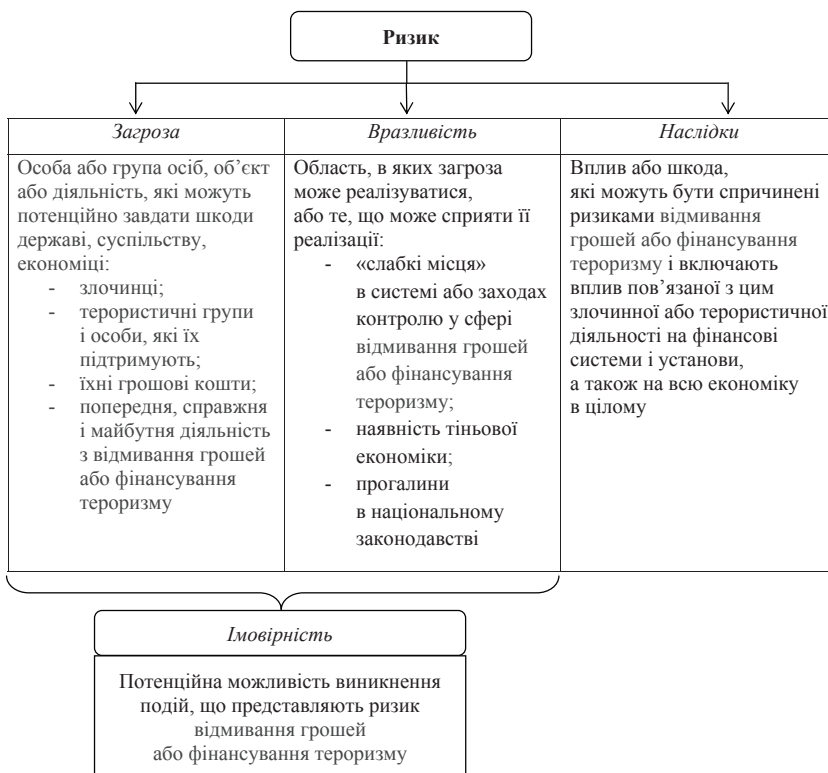 Ризик
Загроза
Особа або група осіб, об’єкт
або діяльність, які можуть
потенційно завдати шкоди
державі, суспільству,
економіці:
- злочинці;
- терористичні групи
і особи, які їх
підтримують;
- їхні грошові кошти;
- попередня, справжня
і майбутня діяльність
з відмивання грошей
або фінансування
тероризму
Вразливість
Область, в яких загроза
може реалізуватися,
або те, що може сприяти її
реалізації:
- «слабкі місця»
в системі або заходах
контролю у сфері
відмивання грошей
або фінансування
тероризму;
- наявність тіньової
економіки;
- прогалини
в національному
законодавстві
Наслідки
Вплив або шкода,
які можуть бути спричинені
ризиками відмивання
грошей або фінансування
тероризму і включають
вплив пов’язаної з цим
злочинної або терористичної
діяльності на фінансові
системи і установи,
а також на всю економіку
в цілому
Імовірність
Потенційна можливість виникнення
подій, що представляють ризик
відмивання грошей
або фінансування тероризму